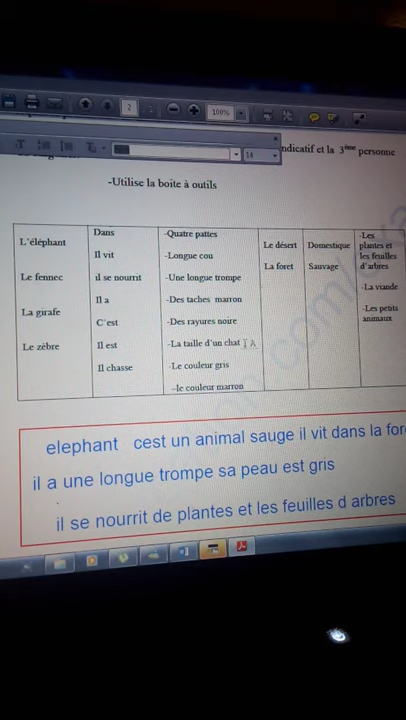 2
100%
ndicatif et la 3ème personne
14
-Utilise la boite à outils
L'éléphant
Le fennec
La girafe
Le zèbre
Dans
Il vit
il se nourrit
Il a
C'est
Il est
Il chasse
-Quatre pattes
-Longue cou
-Une longue trompe
-Des taches marron
-Des rayures noire
-La taille d'un chat
-Le couleur gris
-le couleur marron
Le désert
La foret
Domestique
Sauvage
-Les
plantes et
les feuilles
d'arbres
-La viande
-Les petits
animaux
elephant cest un animal sauge il vit dans la for
il a une longue trompe sa peau est gris
il se nourrit de plantes et les feuilles d arbres